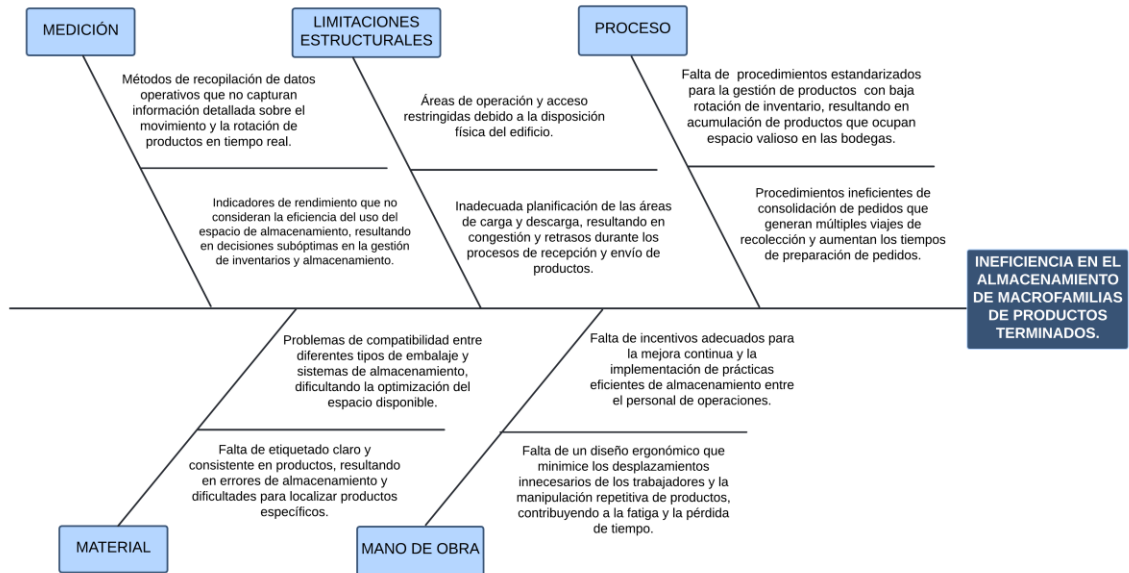 MEDICIÓN
LIMITACIONES
ESTRUCTURALES
PROCESO
Métodos de recopilación de datos
operativos que no capturan
información detallada sobre el
movimiento y la rotación de
productos en tiempo real.
Áreas de operación y acceso
restringidas debido a la disposición
física del edificio.
Falta de procedimientos estandarizados
para la gestión de productos con baja
rotación de inventario, resultando en
acumulación de productos que ocupan
espacio valioso en las bodegas.
Indicadores de rendimiento que no
consideran la eficiencia del uso del
espacio de almacenamiento, resultando
en decisiones subóptimas en la gestión
de inventarios y almacenamiento.
Inadecuada planificación de las áreas
de carga y descarga, resultando en
congestión y retrasos durante los
procesos de recepción y envío de
productos.
Procedimientos ineficientes de
consolidación de pedidos que
generan múltiples viajes de
recolección y aumentan los tiempos
de preparación de pedidos.
INEFICIENCIA EN EL
ALMACENAMIENTO
DE MACROFAMILIAS
DE PRODUCTOS
TERMINADOS.
Problemas de compatibilidad entre
diferentes tipos de embalaje y
sistemas de almacenamiento,
dificultando la optimización del
espacio disponible.
Falta de incentivos adecuados para
la mejora continua y la
implementación de prácticas
eficientes de almacenamiento entre
el personal de operaciones.
Falta de etiquetado claro y
consistente en productos, resultando
en errores de almacenamiento y
dificultades para localizar productos
específicos.
Falta de un diseño ergonómico que
minimice los desplazamientos
innecesarios de los trabajadores y la
manipulación repetitiva de productos,
contribuyendo a la fatiga y la pérdida
de tiempo.
MATERIAL
MANO DE OBRA